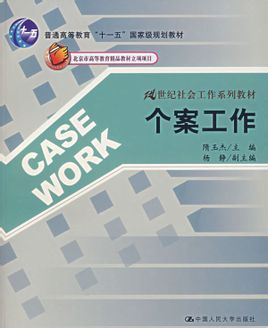 十一五
普通高等教育"十一五"国家级规划教材
北京市高等教育精品教材立项项目
CASE
WORK
21世纪社会工作系列教材
个案工作
隋玉杰/主 编
杨 静/副主编
中国人民大学出版社